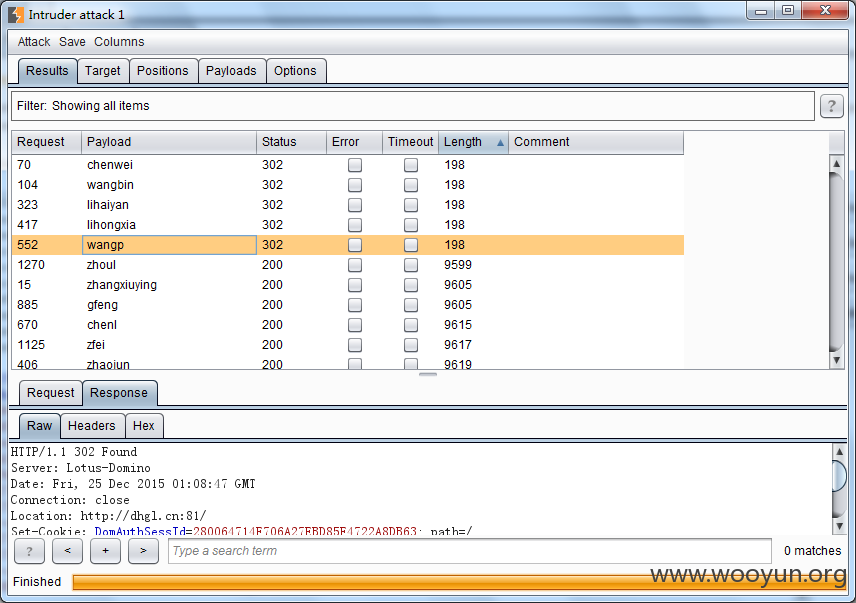 Intruder attack 1
Attack Save Columns
Results Target Positions Payloads Options
Filter: Showing all items
?
Request Payload Status Error Timeout Length Comment
70 chenwei 302 198
104 wangbin 302 198
323 lihaiyan 302 198
417 lihongxia 302 198
552 wangp 302 198
1270 zhoul 200 9599
15 zhangxiuying 200 9605
885 gfeng 200 9605
670 chenl 200 9615
1125 zfei 200 9617
406 zhaojun 200 9619
Request Response
Raw Headers Hex
HTTP/1.1 302 Found
Server: Lotus-Domino
Date: Fri, 25 Dec 2015 01:08:47 GMT
Connection: close
Location: http://dhgl.cn:81/
Set-Cookie: path=/
? < + > Type a search term 0 matches
Finished
www.wooyun.org